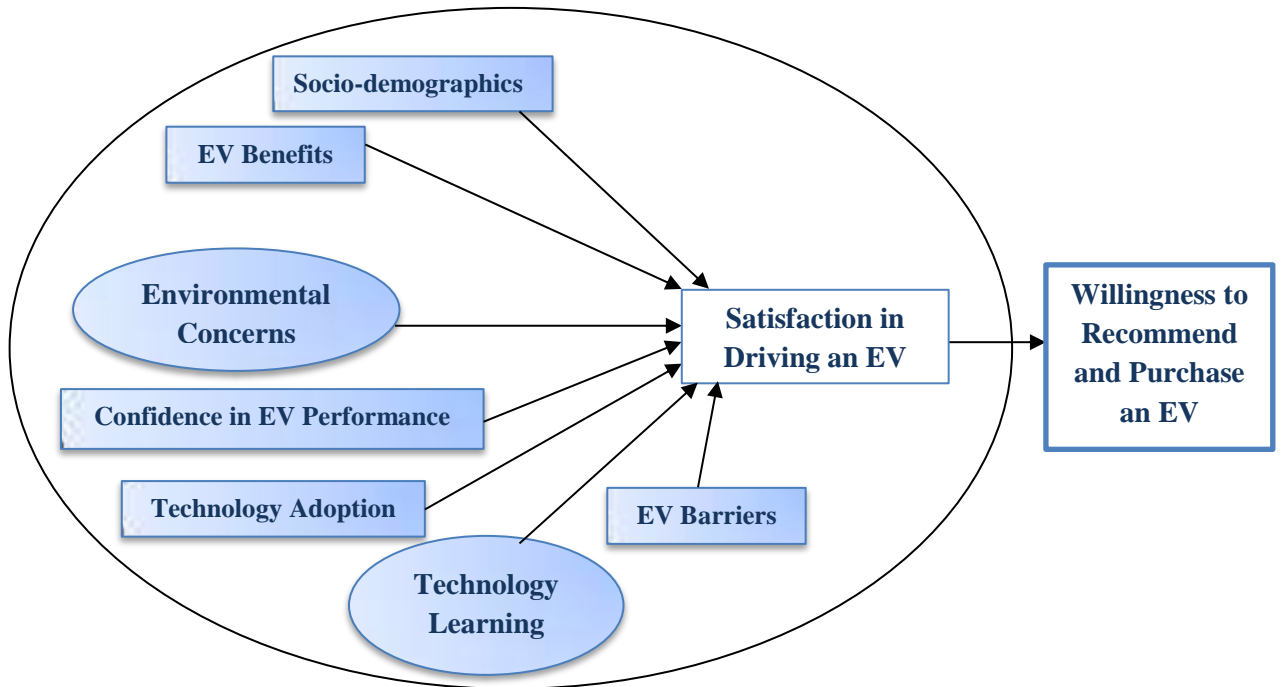 Socio-demographics
EV Benefits
Environmental
Concerns
Confidence in EV Performance
Technology Adoption
Technology
Learning
EV Barriers
Satisfaction in
Driving an EV
Willingness to
Recommend
and Purchase
an EV